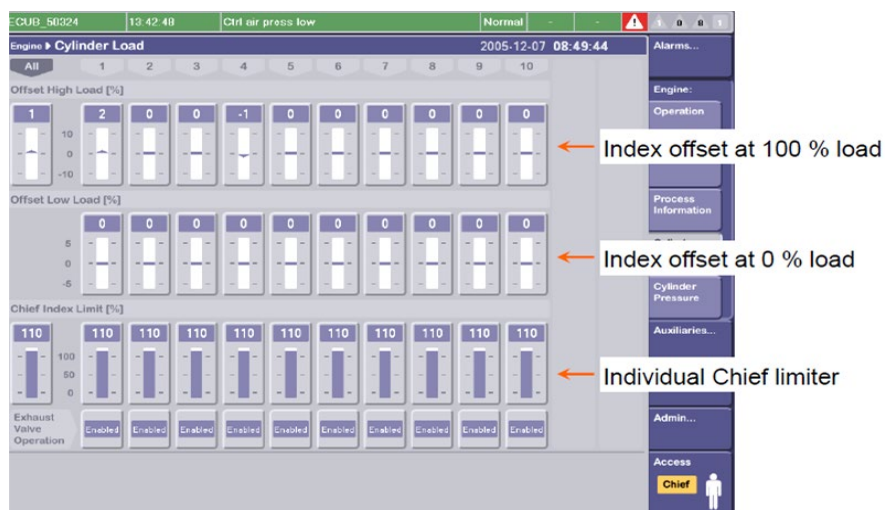 ECUB_50324 13:42:48 Ctrl air press low Normal - -
Engine Cylinder Load 2005-12-07 08:49:44 Alarms...
All 1 2 3 4 5 6 7 8 9 10
Offset High Load [%] Engine:
1 2 0 0 -1 0 0 0 0 0 0 Operation
10
0
-10
Index offset at 100 % load
Offset Low Load [%] Process
Information
0 0 0 0 0 0 0 0 0 0
5
0
-5
Index offset at 0 % load
Cylinder
Pressure
Chief Index Limit [%]
110 110 110 110 110 110 110 110 110 110 110 Auxiliaries...
100
50
0
Individual Chief limiter
Exhaust
Valve
Operation
Enabled Enabled Enabled Enabled Enabled Enabled Enabled Enabled Enabled Enabled
Admin...
Access
Chief